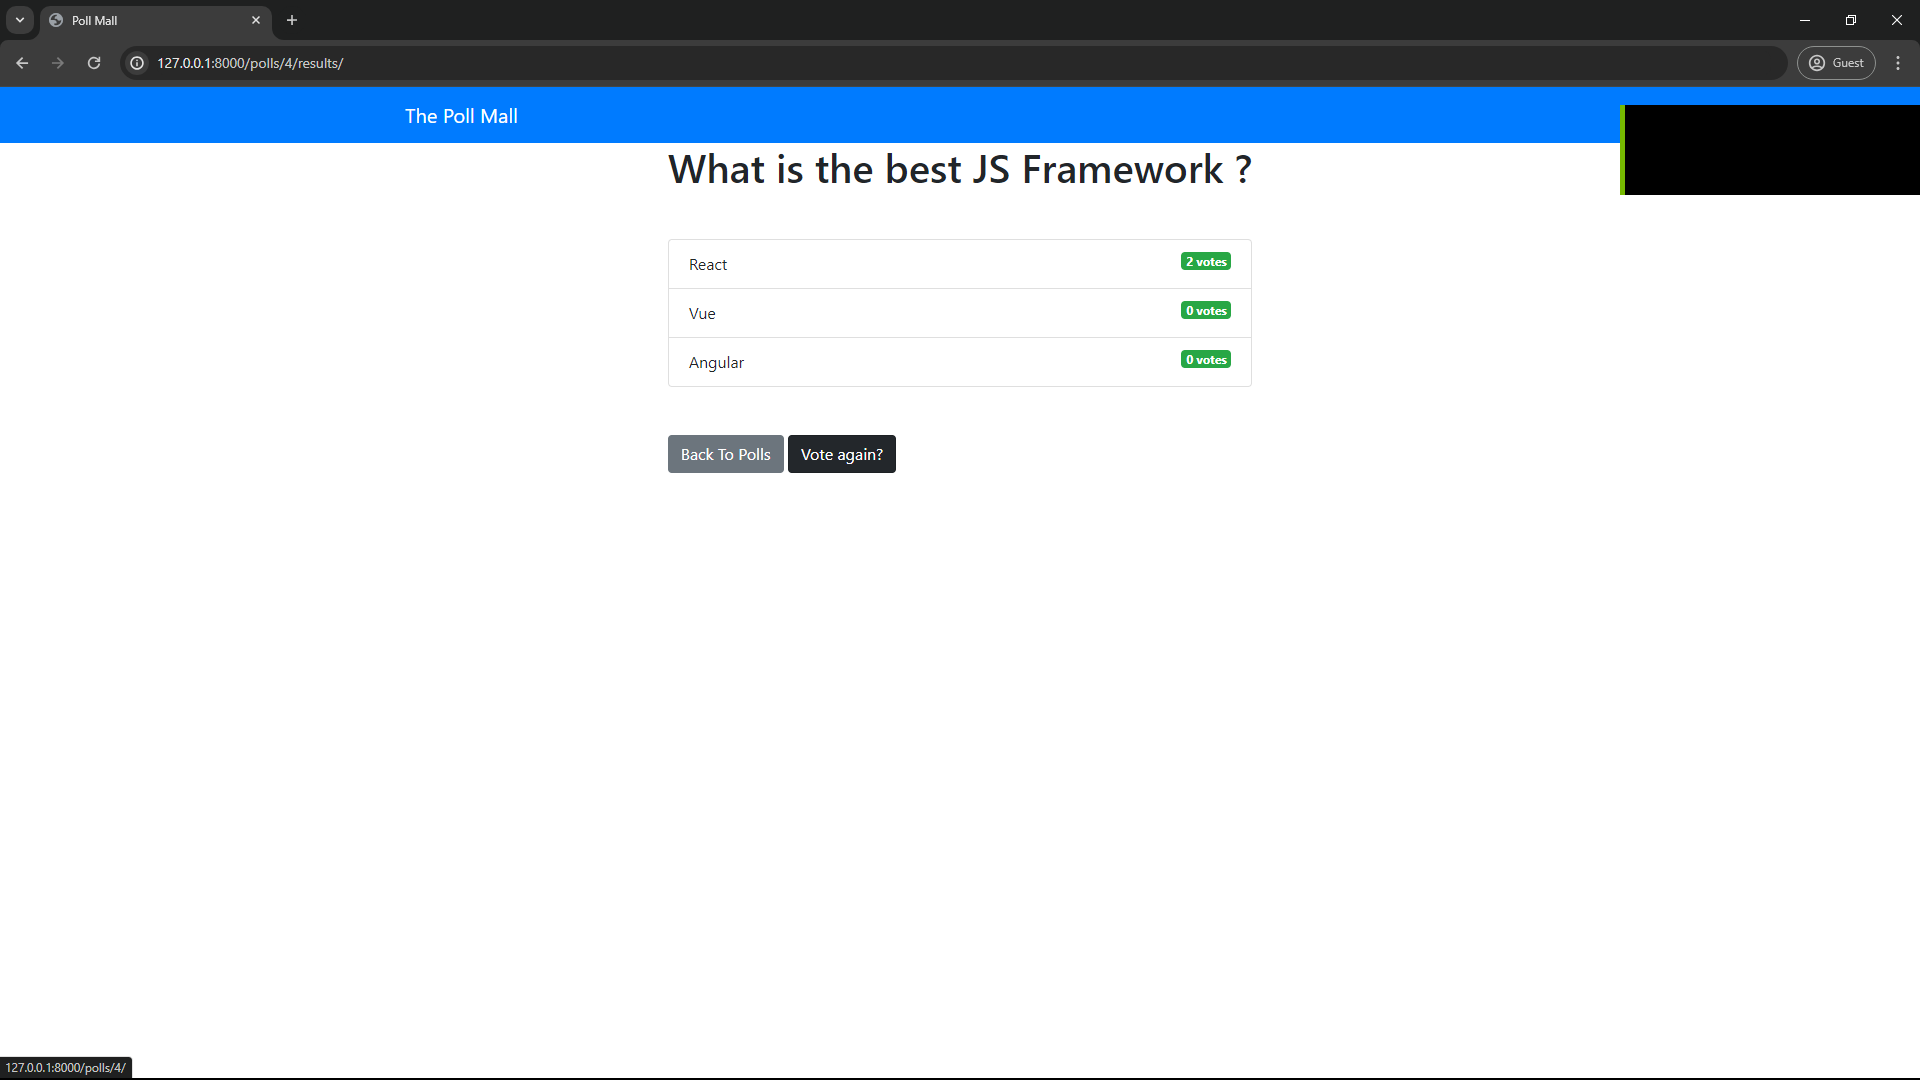 Poll Mall
127.0.0.1:8000/polls/4/results/
Guest
The Poll Mall
What is the best JS Framework ?
React 2 votes
Vue 0 votes
Angular 0 votes
Back To Polls Vote again?
127.0.0.1:8000/polls/4/